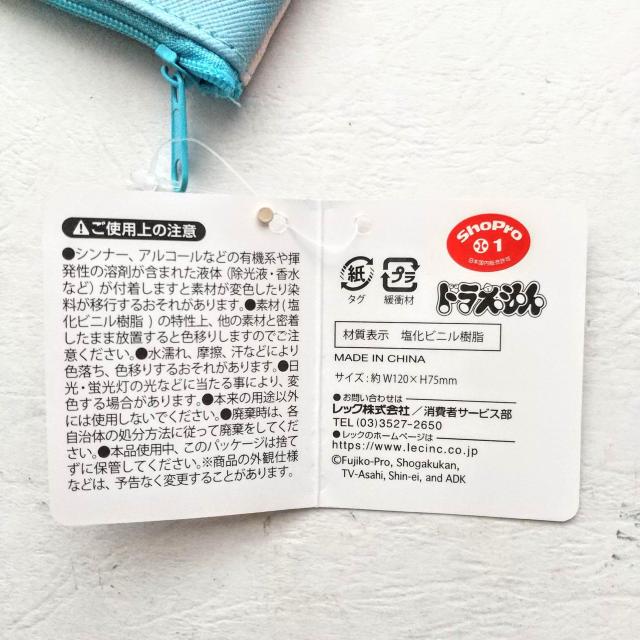 ご使用上の注意
●シンナー、アルコールなどの有機系や揮
発性の溶剤が含まれた液体(除光液・香水
など)が付着しますと素材が変色したり染
料が移行するおそれがあります。●素材(塩
化ビニル樹脂)の特性上、他の素材と密着
したまま放置すると色移りしますのでご注
意ください。●水濡れ、摩擦、汗などにより
色落ち、色移りするおそれがあります。●日
光・蛍光灯の光などに当たる事により、変
色する場合があります。●本来の用途以外
には使用しないでください。●廃棄時は、各
自治体の処分方法に従って廃棄をしてくだ
さい。●本品使用中、このパッケージは捨て
ずに保管してください。※商品の外観仕様
などは、予告なく変更することがあります。
ShoPro
1
日本国内販売許可
紙
タグ
プラ
緩衝材
ドラえもん
材質表示 塩化ビニル樹脂
MADE IN CHINA
サイズ:約 W120×H75mm
●お問い合わせは
レック株式会社/消費者サービス部
TEL (03)3527-2650
●レックのホームページは
https://www.lecinc.co.jp
©Fujiko-Pro, Shogakukan,
TV-Asahi, Shin-ei, and ADK